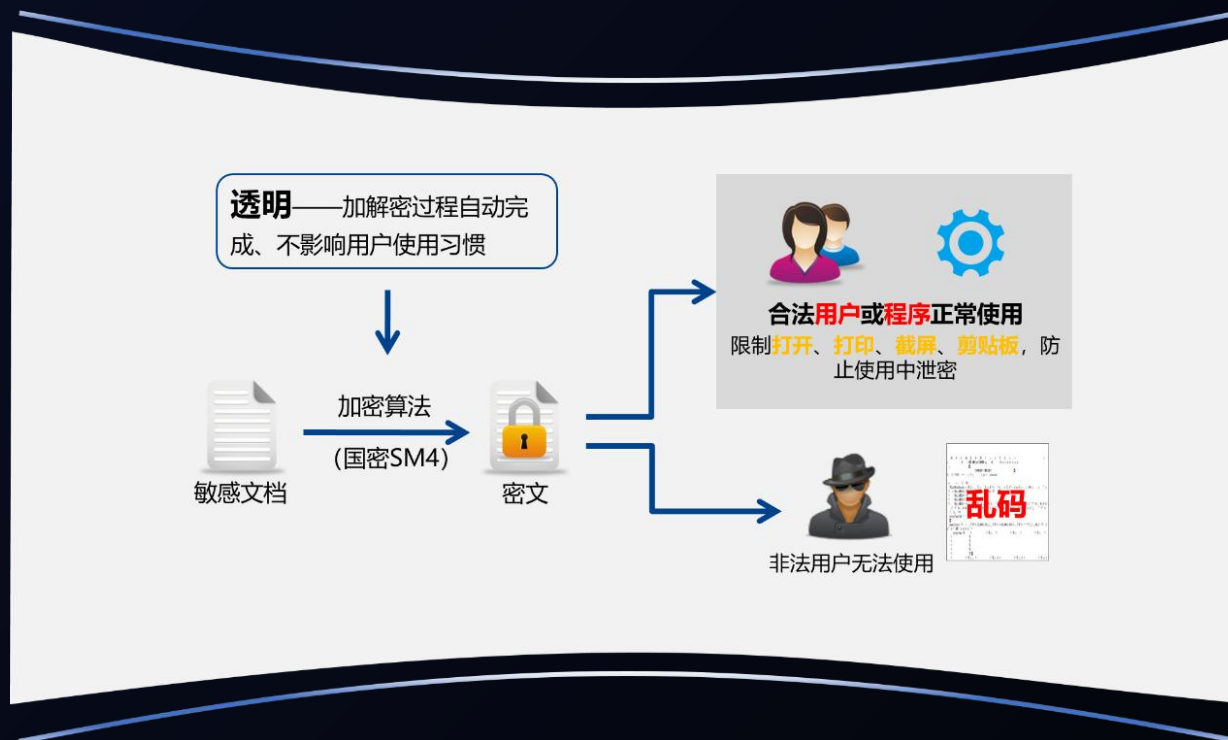 透明——加解密过程自动完
成、不影响用户使用习惯
加密算法
（国密SM4）
敏感文档
密文
合法用户或程序正常使用
限制打开、打印、截屏、剪贴板，防
止使用中泄密
乱码
非法用户无法使用